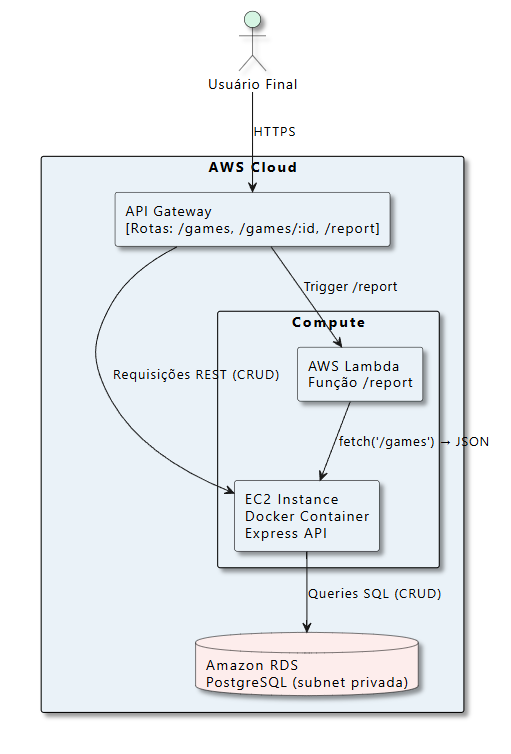 Usuário Final
HTTPS
AWS Cloud
API Gateway
[Rotas: /games, /games/:id, /report]
Trigger /report
Compute
AWS Lambda
Função /report
Requisições REST (CRUD)
fetch('/games') → JSON
EC2 Instance
Docker Container
Express API
Queries SQL (CRUD)
Amazon RDS
PostgreSQL (subnet privada)